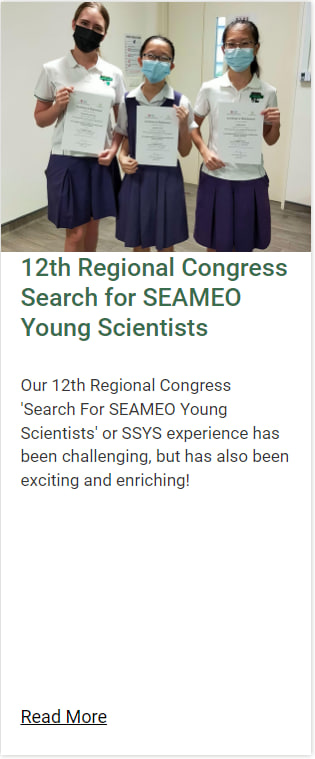 12th Regional Congress
Search for SEAMEO
Young Scientists
Our 12th Regional Congress
'Search For SEAMEO Young
Scientists' or SSYS experience has
been challenging, but has also been
exciting and enriching!
Read More